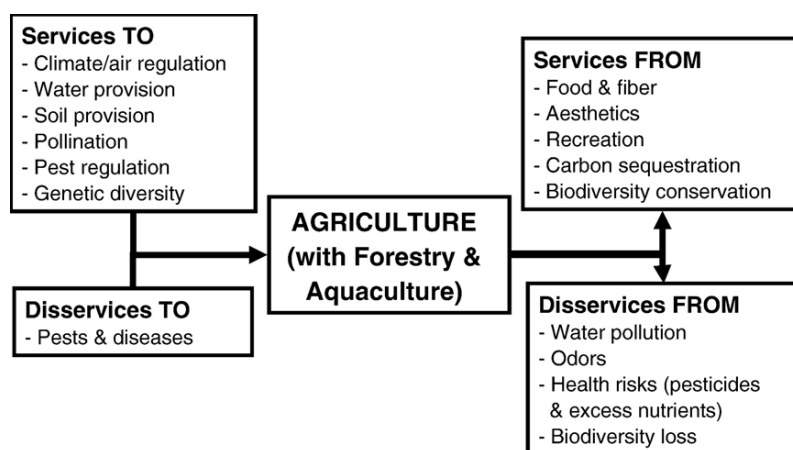 Services TO
- Climate/air regulation
- Water provision
- Soil provision
- Pollination
- Pest regulation
- Genetic diversity
Disservices TO
- Pests & diseases
AGRICULTURE
(with Forestry &
Aquaculture)
Services FROM
- Food & fiber
- Aesthetics
- Recreation
- Carbon sequestration
- Biodiversity conservation
Disservices FROM
- Water pollution
- Odors
- Health risks (pesticides
& excess nutrients)
- Biodiversity loss